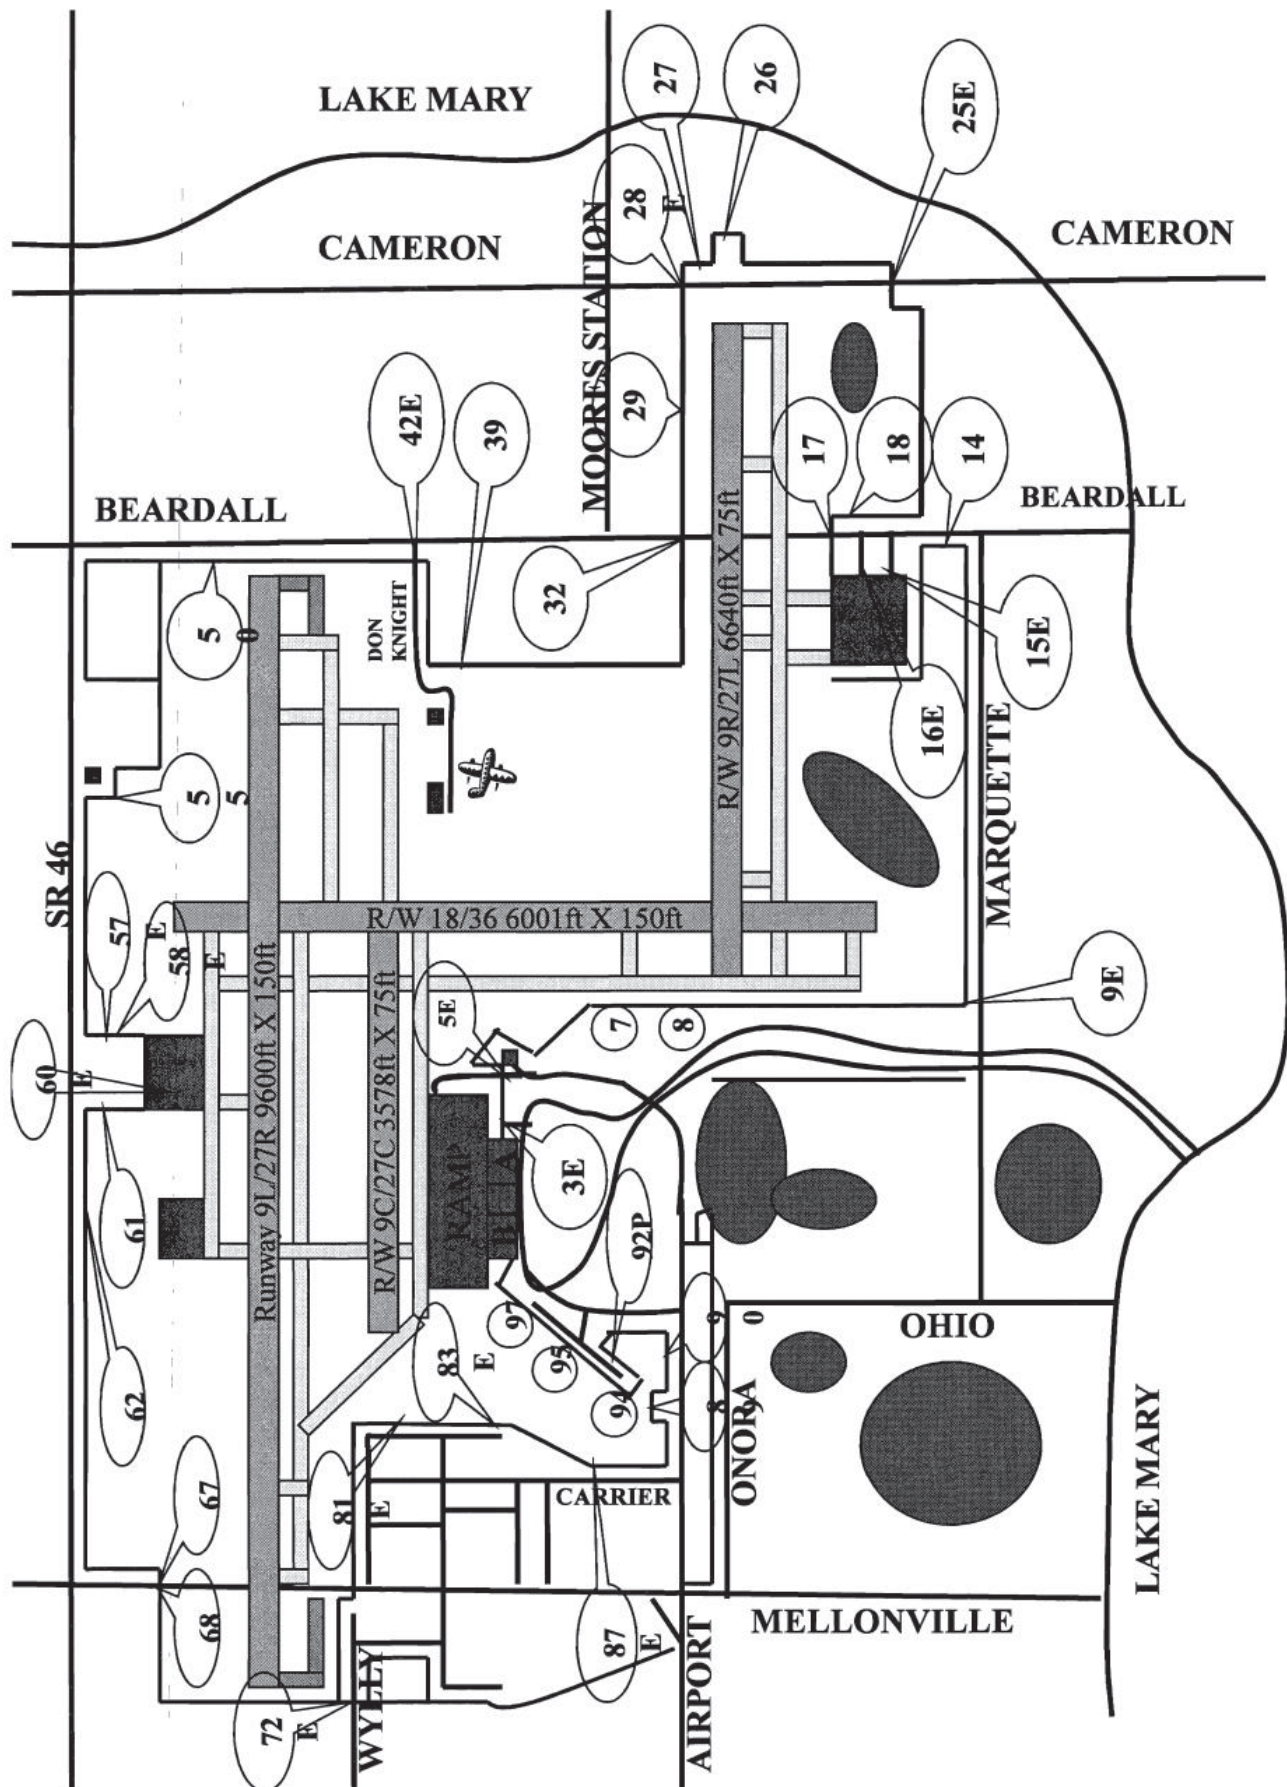 LAKE MARY
27
26
25E
28
E
CAMERON
CAMERON
MOORES STATION
42E
39
29
17
18
14
BEARDALL
BEARDALL
R/W 9R/27L 6640ft X 75ft
5
0
DON
KNIGHT
32
15E
16E
5
5
SR 46
MARQUETTE
57
E
58
E
R/W 18/36 6001ft X 150ft
Runway 9L/27R 9600ft X 150ft
R/W 9C/27C 3578ft X 75ft
5E
7
8
9E
60
E
RAMP
A
B
3E
61
92P
62
83
E
97
95
94
9
0
8
9
OHIO
ONORA
67
81
E
CARRIER
LAKE MARY
68
87
E
MELLONVILLE
72
E
WYLLY
AIRPORT